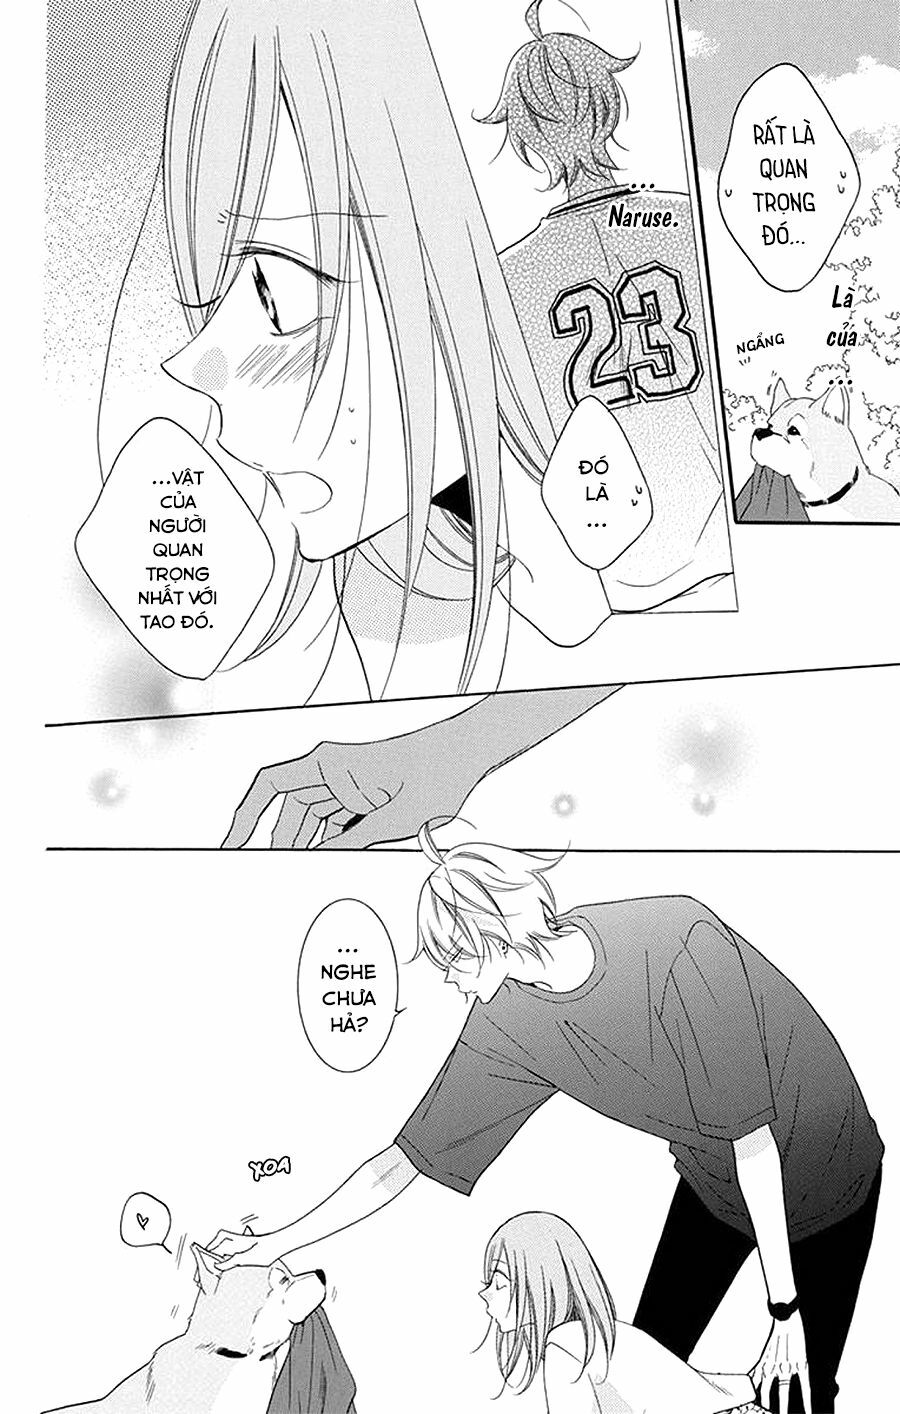 RẤT LÀ
QUAN
TRỌNG
ĐÓ...
Là
của
...
NGẨNG
...
Naruse.
23
ĐÓ
LÀ
...
...VẬT
CỦA
NGƯỜI
QUAN
TRỌNG
NHẤT VỚI
TAO ĐÓ.
...
NGHE
CHƯA
HẢ?
XOA